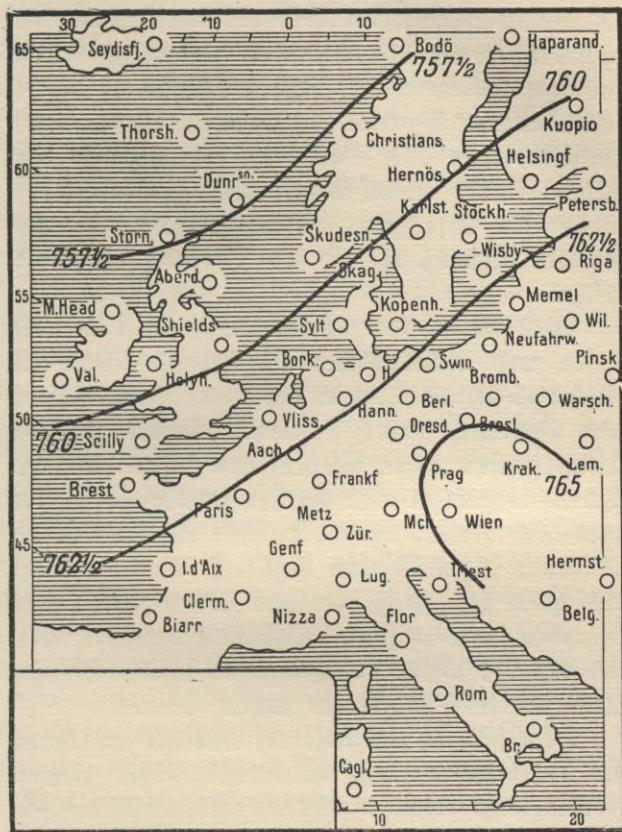 30 20 10 0 10
65
Seydisfj.
Bodö
Haparand.
757½
760
Thorsh.
Christians.
Kuopio
60
Dunr.sn.
Hernös.
Helsingf
Karlst.
Stockh.
Petersb.
Storn.
Skudesn.
757½
Skag.
Wisby
762½
Riga
Aberd.
55
M.Head
Shields
Sylt
Kopenh.
Memel
Wil.
Neufahrw.
Val.
Holyh.
Bork.
H.
Swin.
Pinsk
Bromb.
50
760
Scilly
Vliss.
Hann.
Berl.
Warsch.
Dresd.
Brest
Aach.
Frankf
Prag
Krak.
Lem.
765
Paris
Metz
Mch.
Wien
45
762½
I.d'Aix
Genf
Zür.
Triest
Hermst.
Clerm.
Lug.
Biarr.
Nizza
Flor
Belg.
Rom
Br.
Cagl.
10 20